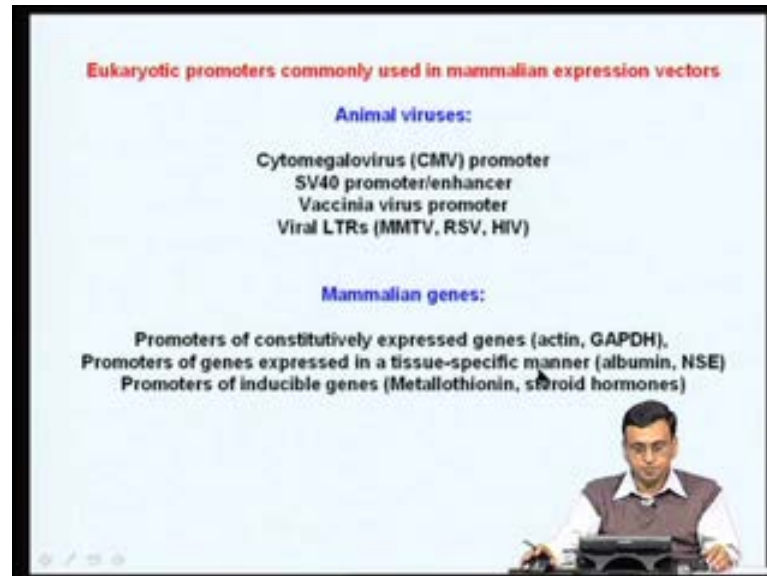 Eukaryotic promoters commonly used in mammalian expression vectors
Animal viruses:
Cytomegalovirus (CMV) promoter
SV40 promoter/enhancer
Vaccinia virus promoter
Viral LTRs (MMTV, RSV, HIV)
Mammalian genes:
Promoters of constitutively expressed genes (actin, GAPDH),
Promoters of genes expressed in a tissue-specific manner (albumin, NSE)
Promoters of inducible genes (Metallothionin, steroid hormones)